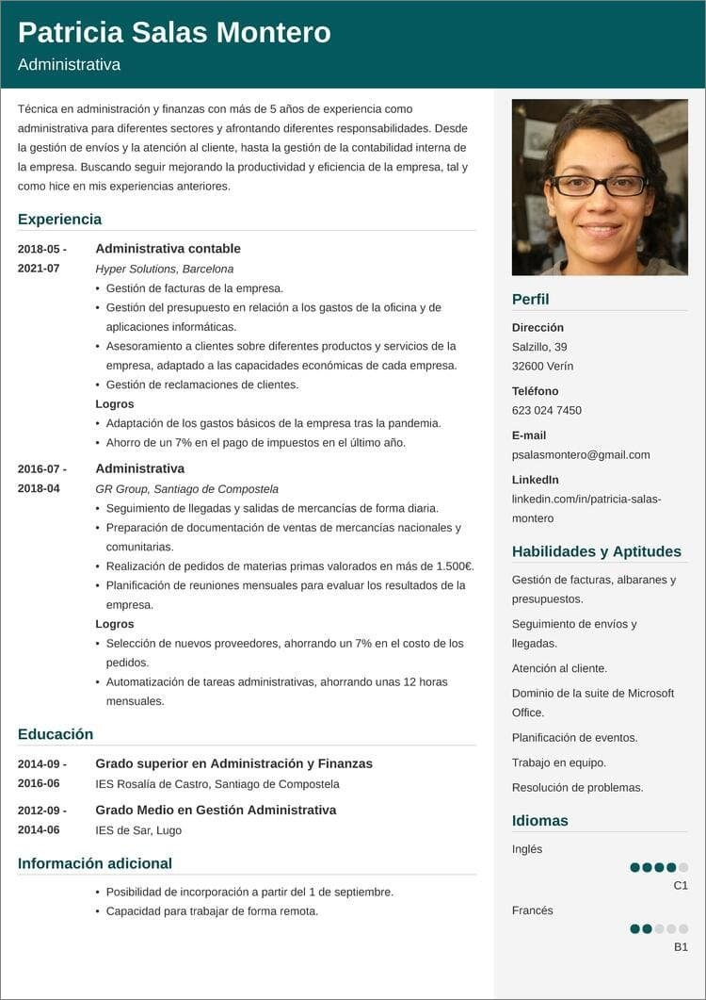 Patricia Salas Montero
Administrativa
Técnica en administración y finanzas con más de 5 años de experiencia como
administrativa para diferentes sectores y afrontando diferentes responsabilidades. Desde
la gestión de envíos y la atención al cliente, hasta la gestión de la contabilidad interna de
la empresa. Buscando seguir mejorando la productividad y eficiencia de la empresa, tal y
como hice en mis experiencias anteriores.
Experiencia
2018-05 -
2021-07
Administrativa contable
Hyper Solutions, Barcelona
• Gestión de facturas de la empresa.
• Gestión del presupuesto en relación a los gastos de la oficina y de
aplicaciones informáticas.
• Asesoramiento a clientes sobre diferentes productos y servicios de la
empresa, adaptado a las capacidades económicas de cada empresa.
• Gestión de reclamaciones de clientes.
Logros
• Adaptación de los gastos básicos de la empresa tras la pandemia.
• Ahorro de un 7% en el pago de impuestos en el último año.
2016-07 -
2018-04
Administrativa
GR Group, Santiago de Compostela
• Seguimiento de llegadas y salidas de mercancías de forma diaria.
• Preparación de documentación de ventas de mercancías nacionales y
comunitarias.
• Realización de pedidos de materias primas valorados en más de 1.500€.
• Planificación de reuniones mensuales para evaluar los resultados de la
empresa.
Logros
• Selección de nuevos proveedores, ahorrando un 7% en el costo de los
pedidos.
• Automatización de tareas administrativas, ahorrando unas 12 horas
mensuales.
Educación
2014-09 -
2016-06
Grado superior en Administración y Finanzas
IES Rosalía de Castro, Santiago de Compostela
2012-09 -
2014-06
Grado Medio en Gestión Administrativa
IES de Sar, Lugo
Información adicional
• Posibilidad de incorporación a partir del 1 de septiembre.
• Capacidad para trabajar de forma remota.
Perfil
Dirección
Salzillo, 39
32600 Verín
Teléfono
623 024 7450
E-mail
psalasmontero@gmail.com
LinkedIn
linkedin.com/in/patricia-salas-
montero
Habilidades y Aptitudes
Gestión de facturas, albaranes y
presupuestos.
Seguimiento de envíos y
llegadas.
Atención al cliente.
Dominio de la suite de Microsoft
Office.
Planificación de eventos.
Trabajo en equipo.
Resolución de problemas.
Idiomas
Inglés
C1
Francés
B1